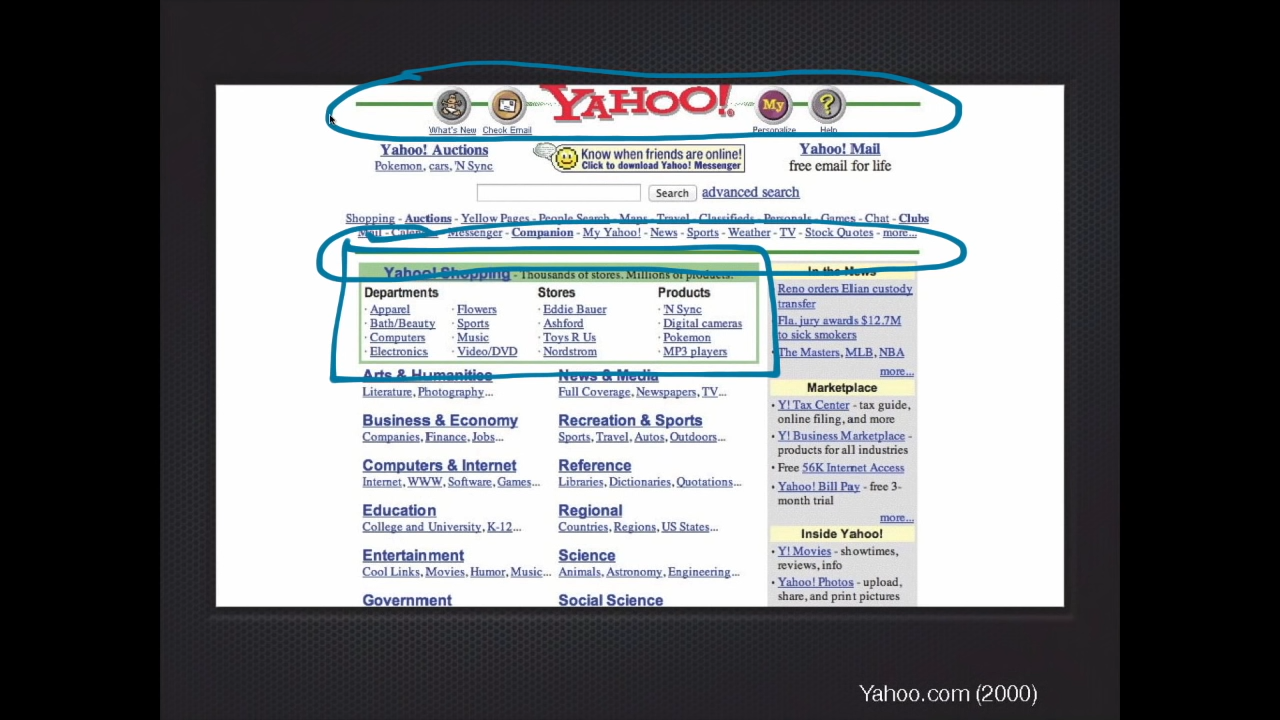 YAHOO!
What's New Check Email My Personalize ? Help
Yahoo! Auctions
Pokemon, cars, 'N Sync
Know when friends are online!
Click to download Yahoo! Messenger
Yahoo! Mail
free email for life
Search advanced search
Shopping - Auctions - Yellow Pages - People Search - Maps - Travel - Classifieds - Personals - Games - Chat - Clubs
Mail - Calendar - Messenger - Companion - My Yahoo! - News - Sports - Weather - TV - Stock Quotes - more...
Yahoo! Shopping - Thousands of stores. Millions of products.
Departments Stores Products
· Apparel · Flowers · Eddie Bauer · 'N Sync
· Bath/Beauty · Sports · Ashford · Digital cameras
· Computers · Music · Toys R Us · Pokemon
· Electronics · Video/DVD · Nordstrom · MP3 players
Arts & Humanities
Literature, Photography...
News & Media
Full Coverage, Newspapers, TV...
Business & Economy
Companies, Finance, Jobs...
Recreation & Sports
Sports, Travel, Autos, Outdoors...
Computers & Internet
Internet, WWW, Software, Games...
Reference
Libraries, Dictionaries, Quotations...
Education
College and University, K-12...
Regional
Countries, Regions, US States...
Entertainment
Cool Links, Movies, Humor, Music...
Science
Animals, Astronomy, Engineering...
Government
Social Science
In the News
Reno orders Elian custody
transfer
· Fla. jury awards $12.7M
to sick smokers
· The Masters, MLB, NBA
more...
Marketplace
· Y! Tax Center - tax guide,
online filing, and more
· Y! Business Marketplace -
products for all industries
· Free 56K Internet Access
· Yahoo! Bill Pay - free 3-
month trial
more...
Inside Yahoo!
· Y! Movies - showtimes,
reviews, info
· Yahoo! Photos - upload,
share, and print pictures
Yahoo.com (2000)